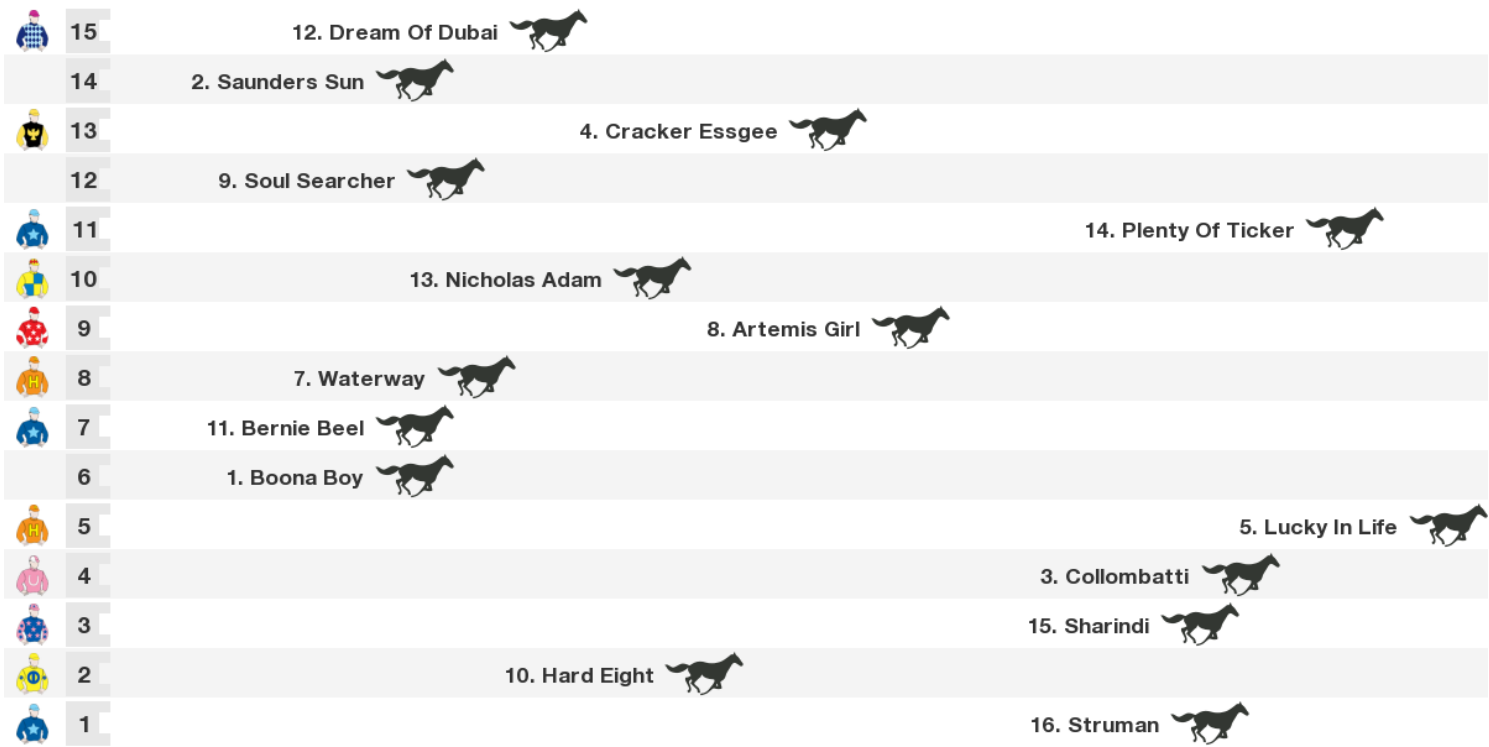 15 12. Dream Of Dubai
14 2. Saunders Sun
13 4. Cracker Essgee
12 9. Soul Searcher
11 14. Plenty Of Ticker
10 13. Nicholas Adam
9 8. Artemis Girl
8 7. Waterway
7 11. Bernie Beel
6 1. Boona Boy
5 5. Lucky In Life
4 3. Collombatti
3 15. Sharindi
2 10. Hard Eight
1 16. Struman